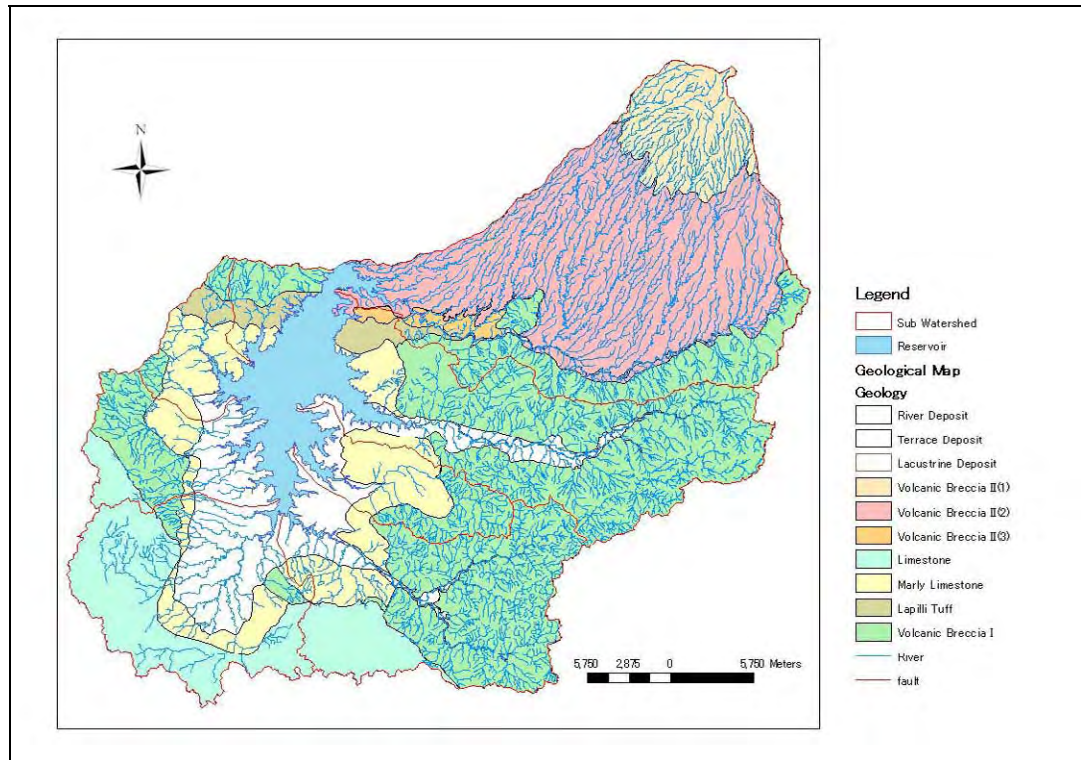 N
Legend
Sub Watershed
Reservoir
Geological Map
Geology
River Deposit
Terrace Deposit
Lacustrine Deposit
Volcanic Breccia II(1)
Volcanic Breccia II(2)
Volcanic Breccia II(3)
Limestone
Marly Limestone
Lapilli Tuff
Volcanic Breccia I
River
fault
5,750 2,875 0 5,750 Meters